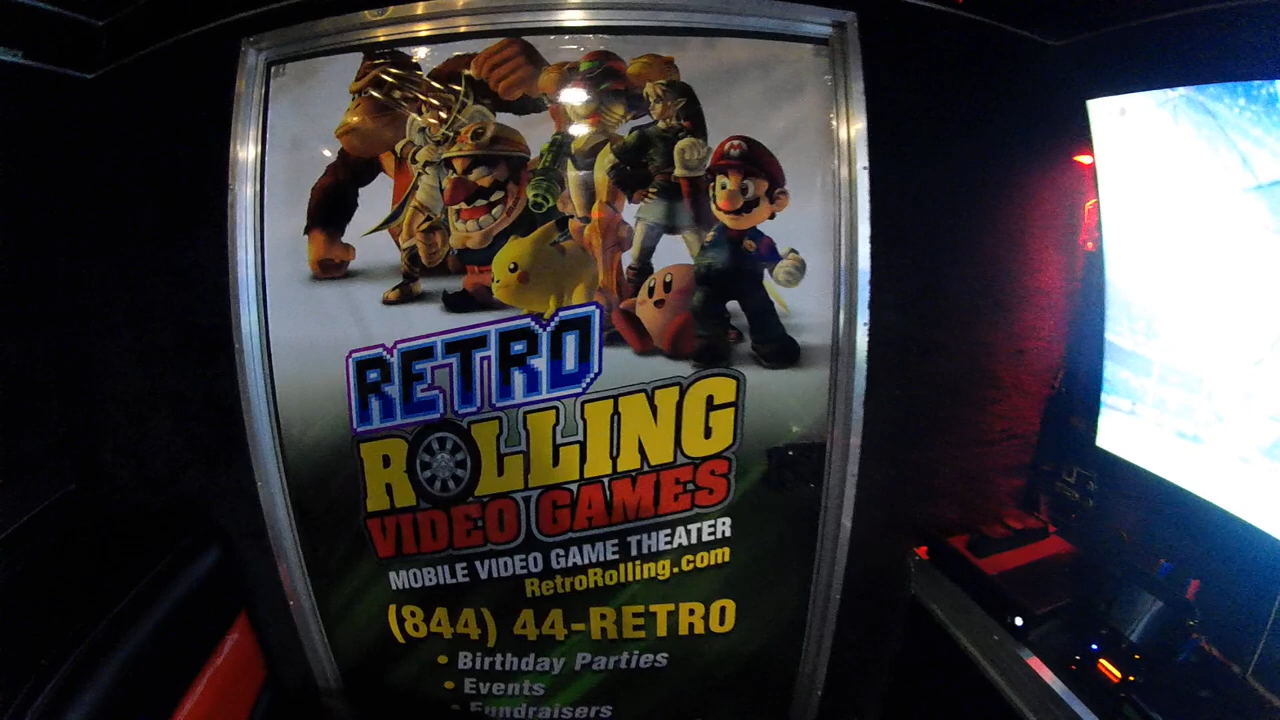 RETRO
ROLLING
VIDEO GAMES
MOBILE VIDEO GAME THEATER
RetroRolling.com
(844) 44-RETRO
• Birthday Parties
• Events
• Fundraisers